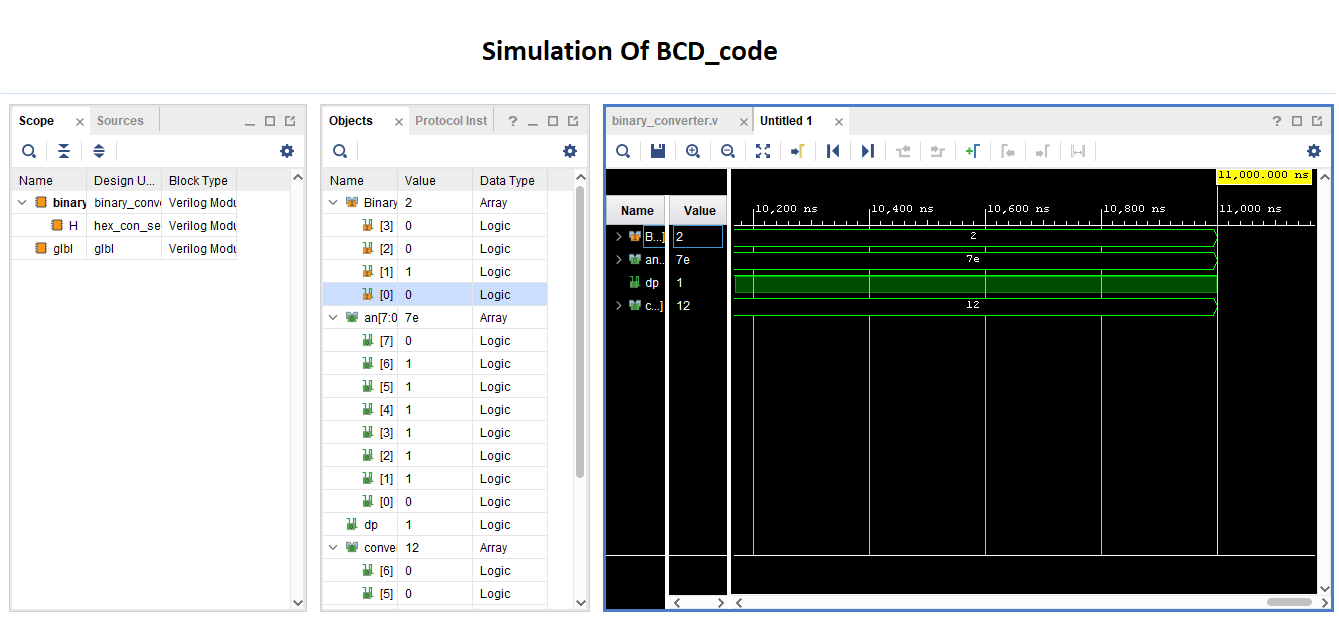 Simulation Of BCD_code
Scope Sources
Name Design U... Block Type
binary binary_conv Verilog Modu
H hex_con_se Verilog Modu
glbl glbl Verilog Modu
Objects Protocol Inst ?
Name Value Data Type
Binary 2 Array
[3] 0 Logic
[2] 0 Logic
[1] 1 Logic
[0] 0 Logic
an[7:0 7e Array
[7] 0 Logic
[6] 1 Logic
[5] 1 Logic
[4] 1 Logic
[3] 1 Logic
[2] 1 Logic
[1] 1 Logic
[0] 0 Logic
dp 1 Logic
conve 12 Array
[6] 0 Logic
[5] 0 Logic
binary_converter.v Untitled 1 ?
11,000.000 ns
Name Value 10,200 ns 10,400 ns 10,600 ns 10,800 ns 11,000 ns
B...] 2 2
an.. 7e 7e
dp 1
c...] 12 12